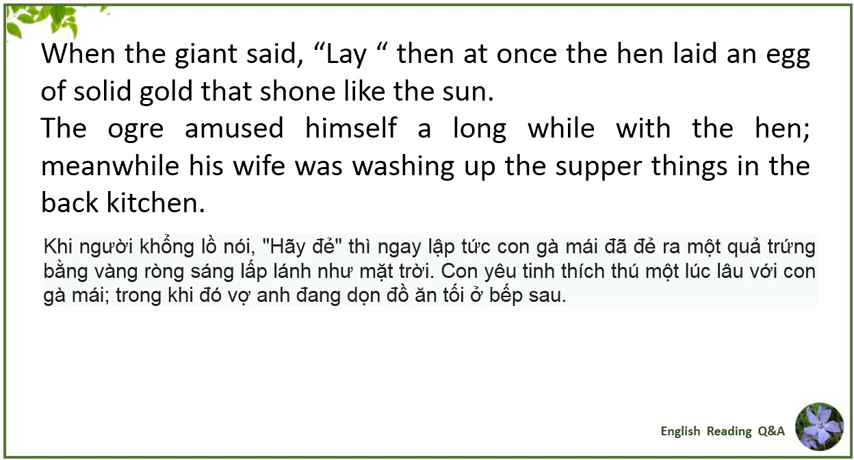 When the giant said, “Lay “ then at once the hen laid an egg
of solid gold that shone like the sun.
The ogre amused himself a long while with the hen;
meanwhile his wife was washing up the supper things in the
back kitchen.
Khi người khổng lồ nói, "Hãy đẻ" thì ngay lập tức con gà mái đã đẻ ra một quả trứng
bằng vàng ròng sáng lấp lánh như mặt trời. Con yêu tinh thích thú một lúc lâu với con
gà mái; trong khi đó vợ anh đang dọn đồ ăn tối ở bếp sau.
English Reading Q&A